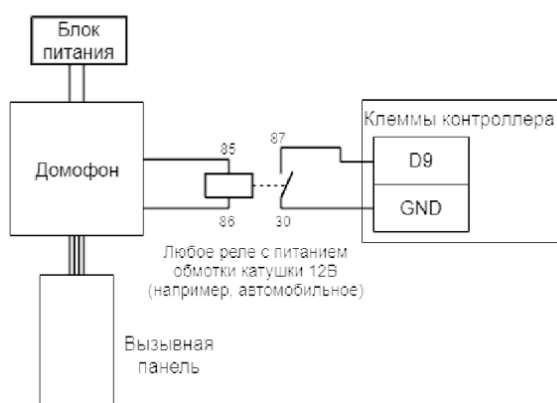 Блок
питания
Домофон
85
86
87
30
Клеммы контроллера
D9
GND
Любое реле с питанием
обмотки катушки 12В
(например, автомобильное)
Вызывная
панель